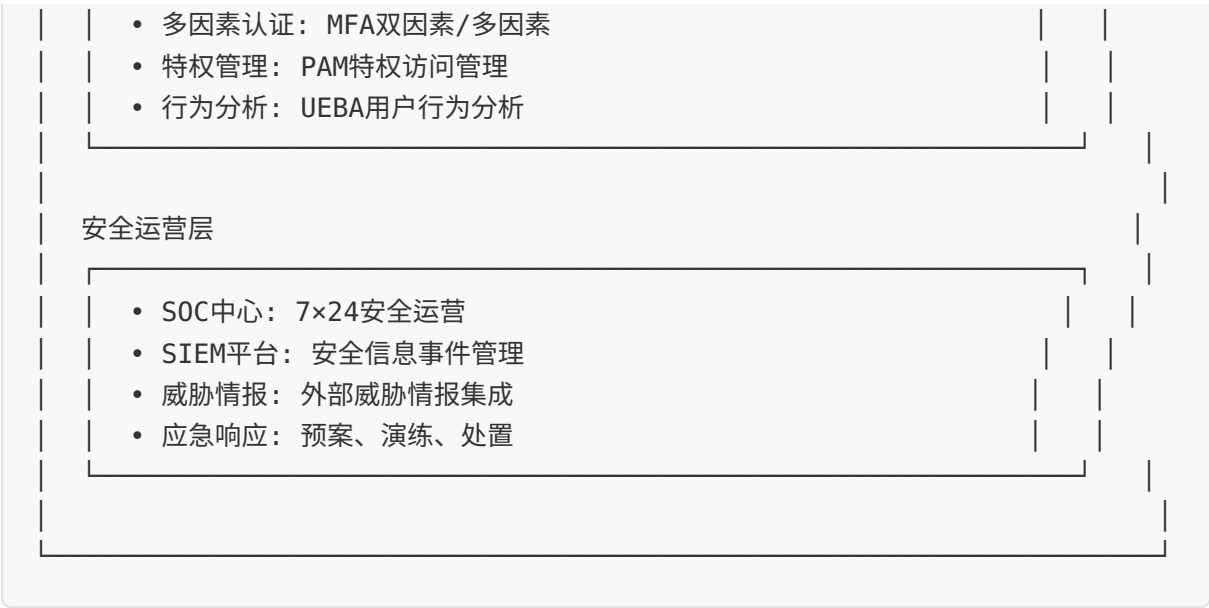 • 多因素认证: MFA双因素/多因素
• 特权管理: PAM特权访问管理
• 行为分析: UEBA用户行为分析
安全运营层
• SOC中心: 7×24安全运营
• SIEM平台: 安全信息事件管理
• 威胁情报: 外部威胁情报集成
• 应急响应: 预案、演练、处置